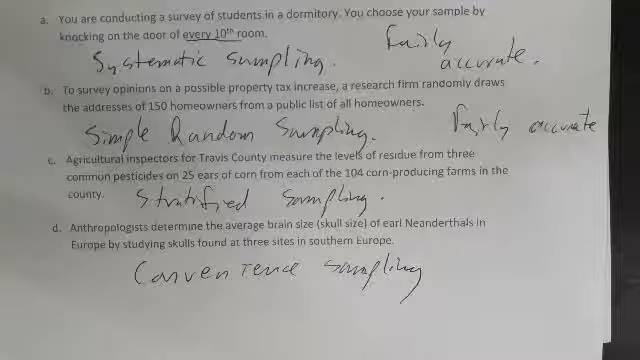 a. You are conducting a survey of students in a dormitory. You choose your sample by
knocking on the door of every 10th room.
Fairly
accurate.
Systematic Sampling.
b. To survey opinions on a possible property tax increase, a research firm randomly draws
the addresses of 150 homeowners from a public list of all homeowners.
Fairly accurate
Simple Random Sampling.
c. Agricultural inspectors for Travis County measure the levels of residue from three
common pesticides on 25 ears of corn from each of the 104 corn-producing farms in the
county.
Stratified Sampling.
d. Anthropologists determine the average brain size (skull size) of earl Neanderthals in
Europe by studying skulls found at three sites in southern Europe.
Convenience Sampling